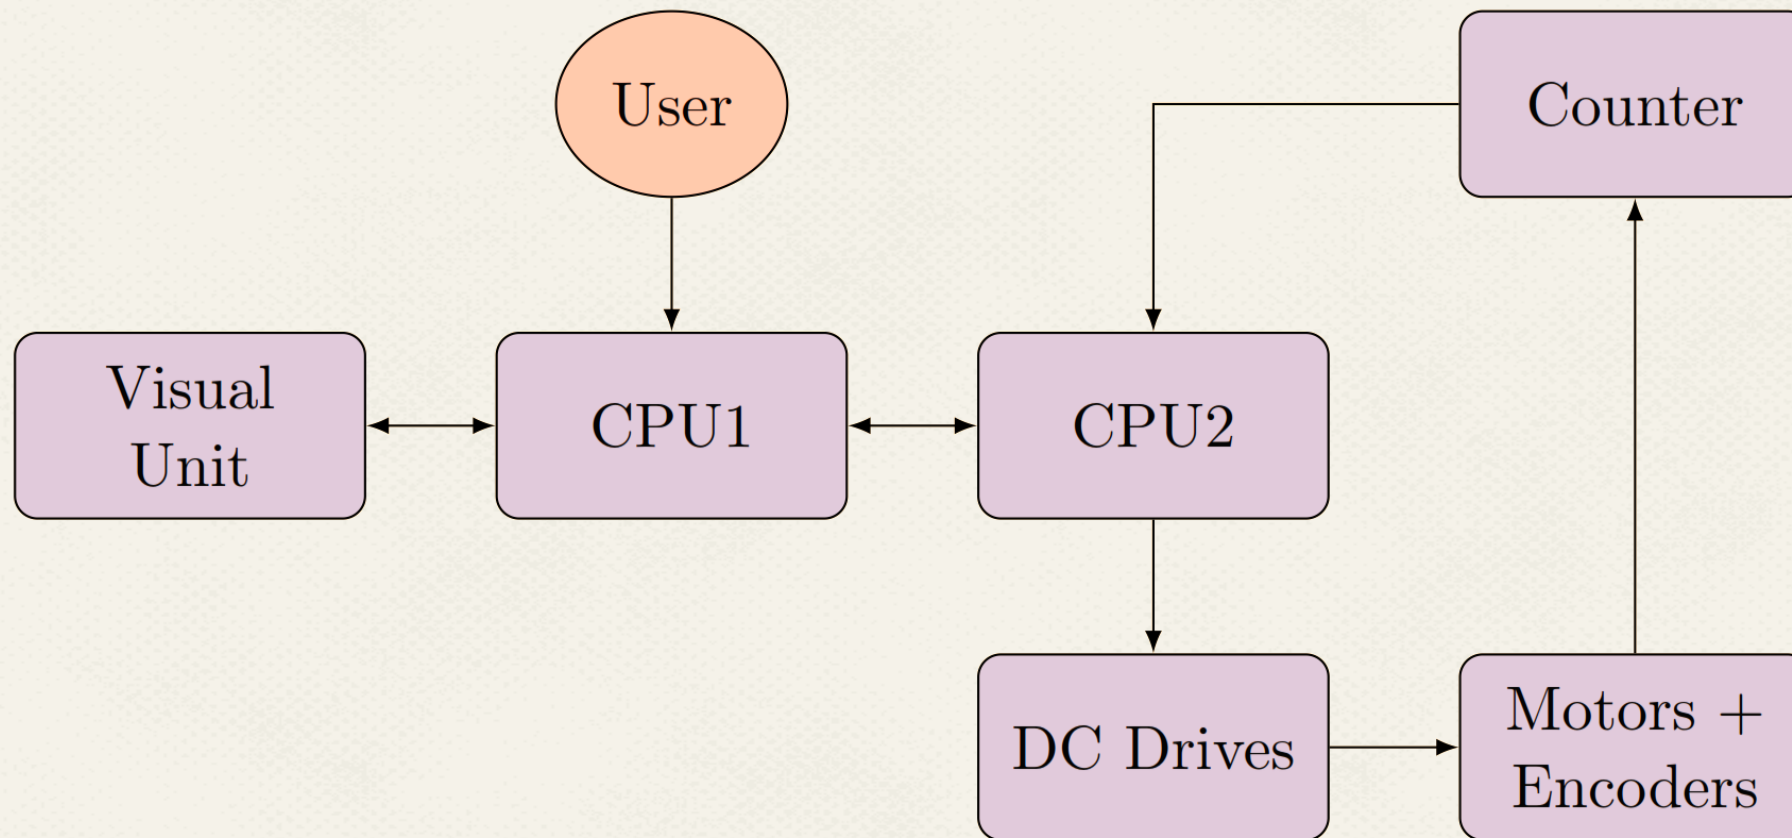 User
Counter
Visual
Unit
CPU1
CPU2
DC Drives
Motors +
Encoders